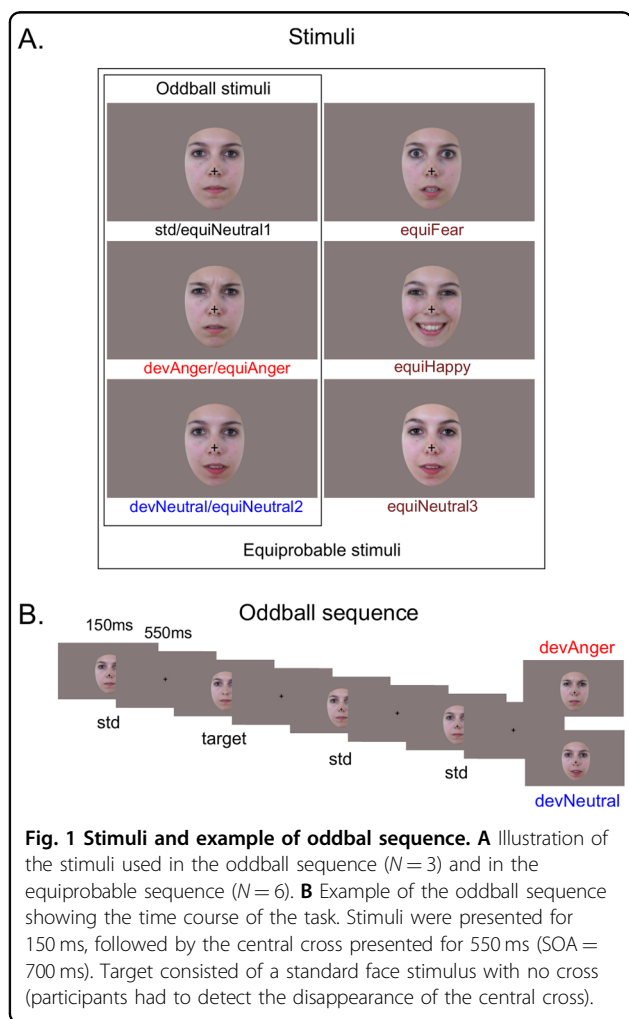 A.
Stimuli
Oddball stimuli
std/equiNeutral1
equiFear
devAnger/equiAnger
equiHappy
devNeutral/equiNeutral2
equiNeutral3
Equiprobable stimuli
B.
Oddball sequence
150ms
550ms
devAnger
std
target
std
std
devNeutral
Fig. 1 Stimuli and example of oddbal sequence. A Illustration of
the stimuli used in the oddball sequence (N = 3) and in the
equiprobable sequence (N = 6). B Example of the oddball sequence
showing the time course of the task. Stimuli were presented for
150 ms, followed by the central cross presented for 550 ms (SOA =
700 ms). Target consisted of a standard face stimulus with no cross
(participants had to detect the disappearance of the central cross).